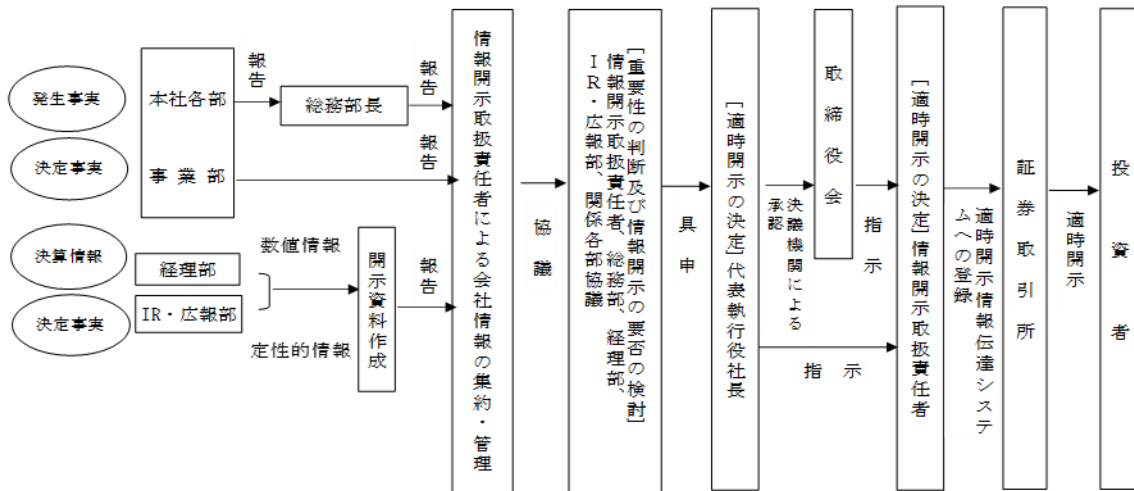 発生事実
決定事実
決算情報
決定事実
本社各部
事業部
報告
総務部長
報告
報告
経理部
IR・広報部
数値情報
定性的情報
開示資料作成
報告
情報開示取扱責任者による会社情報の集約・管理
協議
[重要性の判断及び情報開示の要否の検討]
情報開示取扱責任者、総務部、経理部、
IR・広報部、関係各部協議
具申
[適時開示の決定]代表執行役社長
決議機関による
承認
取締役会
指示
指示
[適時開示の決定]情報開示取扱責任者
適時開示情報伝達システ
ムへの登録
証券取引所
適時開示
投資者